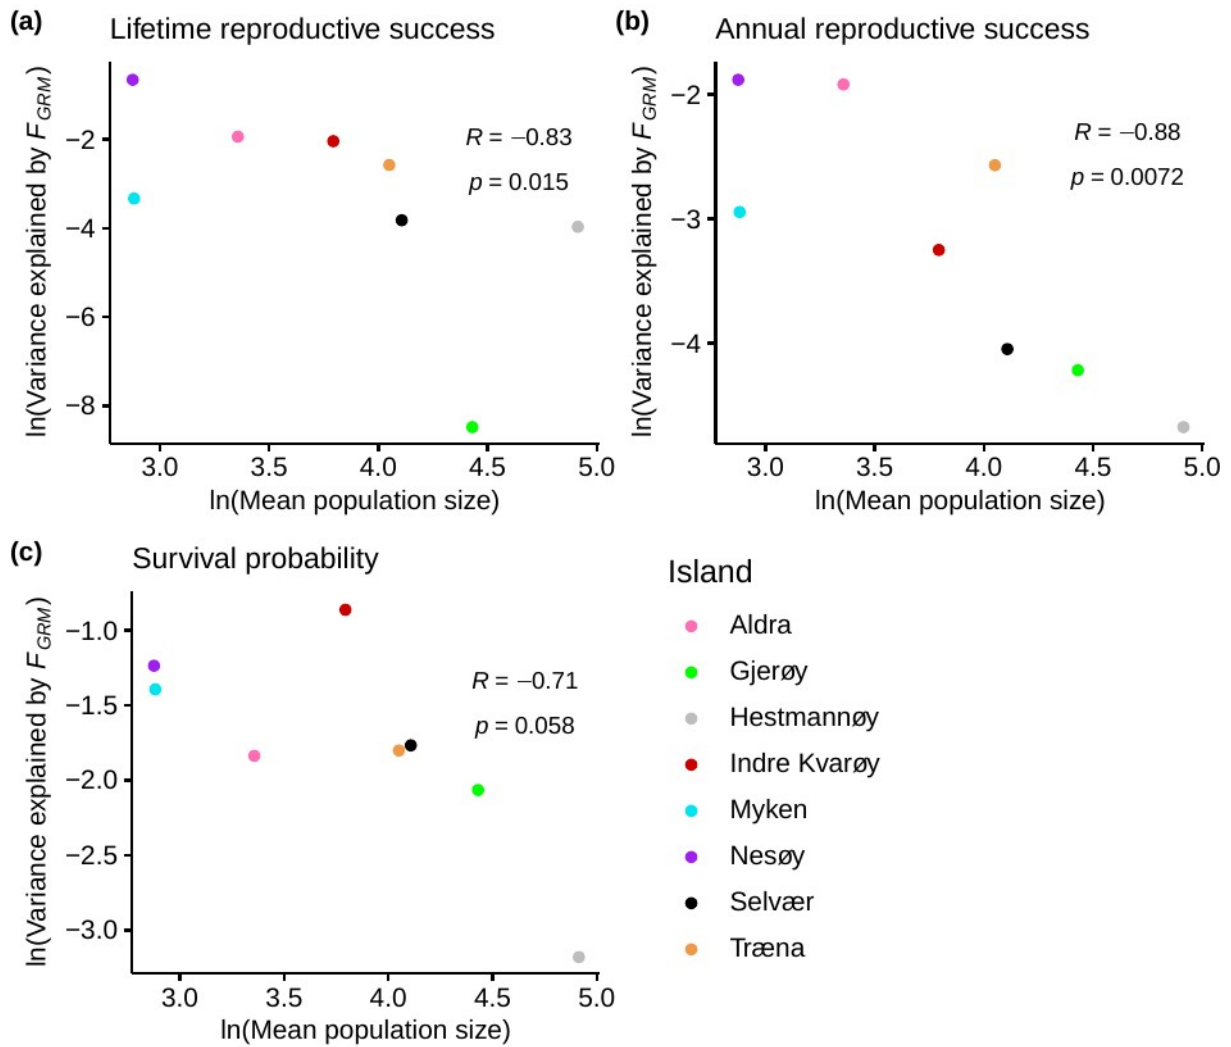 (a)
Lifetime reproductive success
ln(Variance explained by F_GRM)
−2
−4
−6
−8
R = −0.83
p = 0.015
3.0 3.5 4.0 4.5 5.0
ln(Mean population size)
(b)
Annual reproductive success
ln(Variance explained by F_GRM)
−2
−3
−4
R = −0.88
p = 0.0072
3.0 3.5 4.0 4.5 5.0
ln(Mean population size)
(c)
Survival probability
ln(Variance explained by F_GRM)
−1.0
−1.5
−2.0
−2.5
−3.0
R = −0.71
p = 0.058
3.0 3.5 4.0 4.5 5.0
ln(Mean population size)
Island
Aldra
Gjerøy
Hestmannøy
Indre Kvarøy
Myken
Nesøy
Selvær
Træna